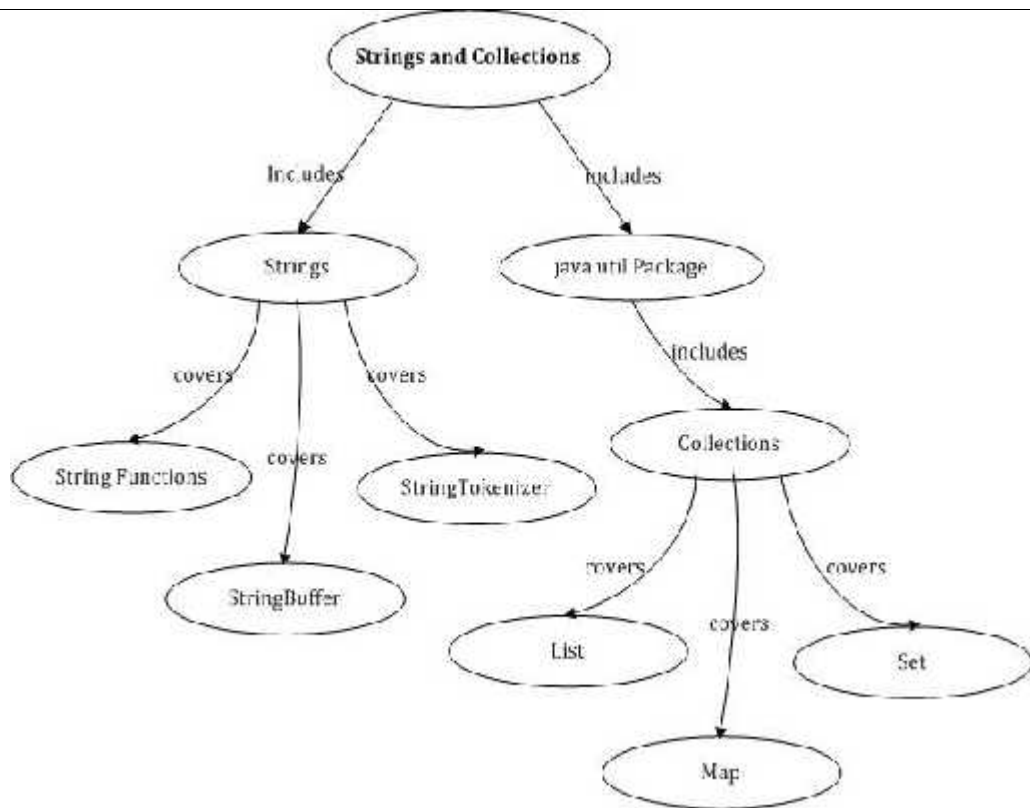 Strings and Collections
Includes
includes
Strings
java util Package
includes
covers
covers
Collections
covers
String Functions
StringTokenizer
covers
covers
StringBuffer
covers
List
Set
Map